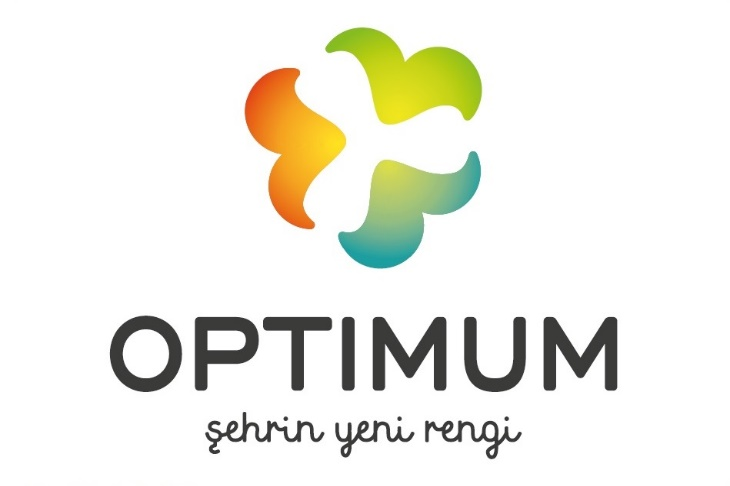 OPTIMUM
şehrin yeni rengi